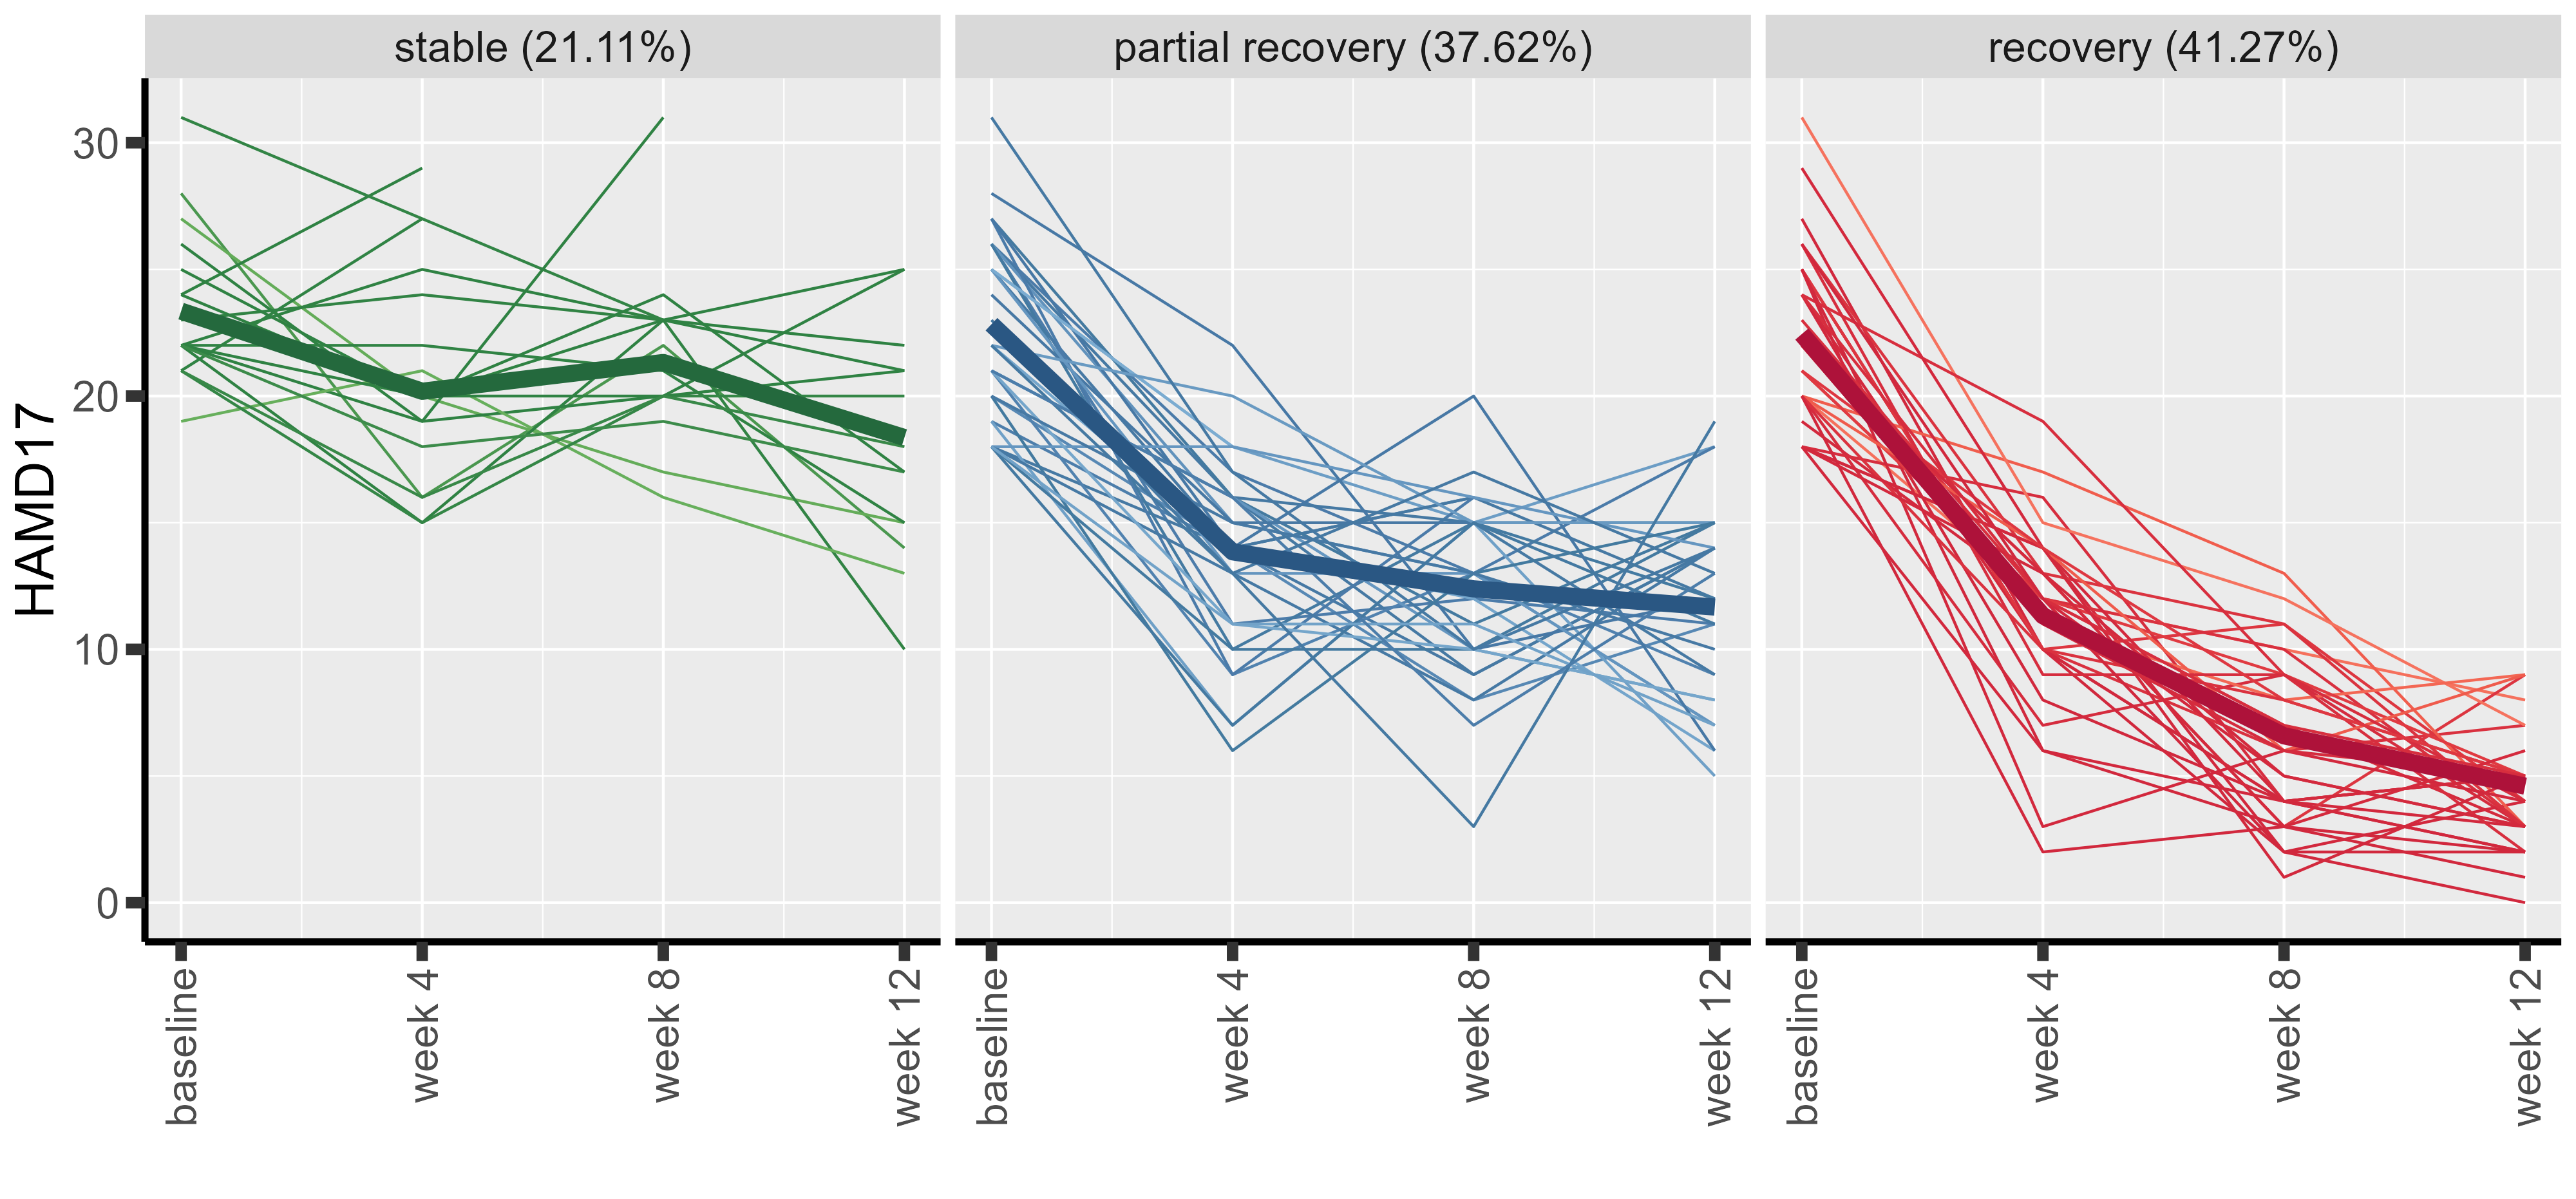 stable (21.11%)
partial recovery (37.62%)
recovery (41.27%)
HAMD17
30
20
10
0
baseline
week 4
week 8
week 12
baseline
week 4
week 8
week 12
baseline
week 4
week 8
week 12